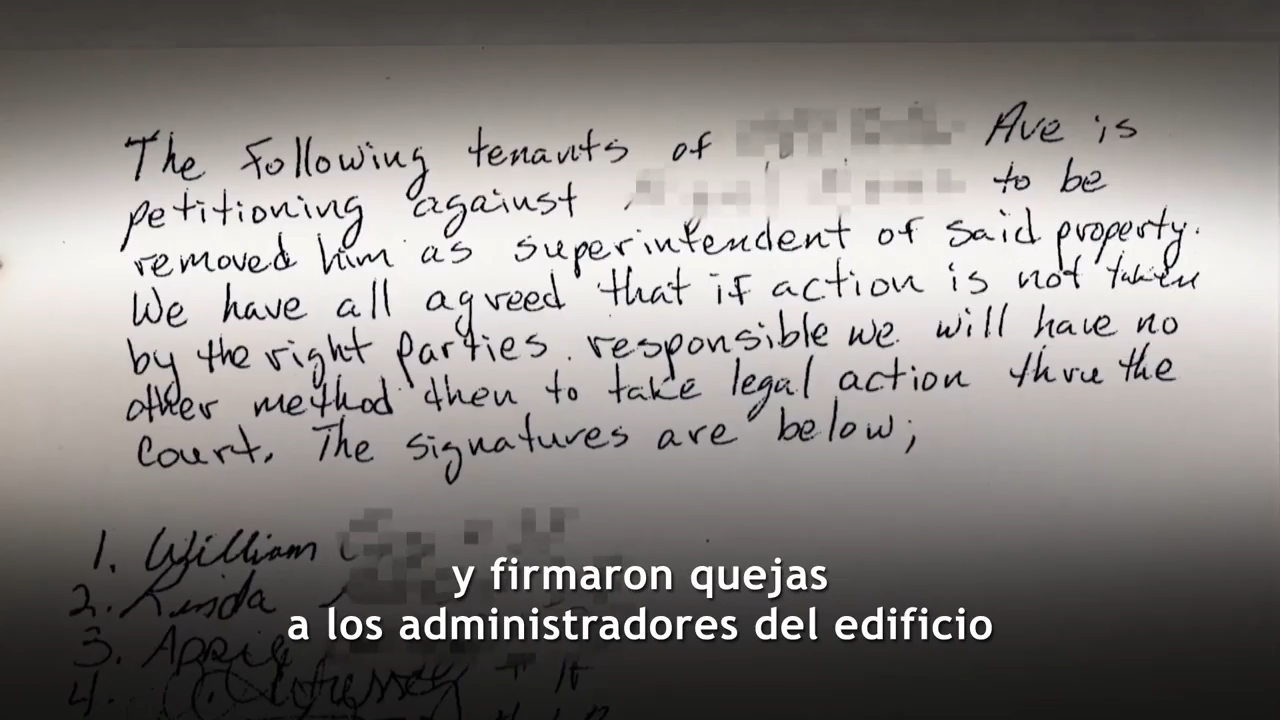 The Following tenants of Ave is
petitioning against to be
removed him as superintendent of said property.
We have all agreed that if action is not taken
by the right parties. responsible we will have no
other method then to take legal action thru the
Court. The signatures are below;
1. William
2. Linda
3.
4.
y firmaron quejas
a los administradores del edificio